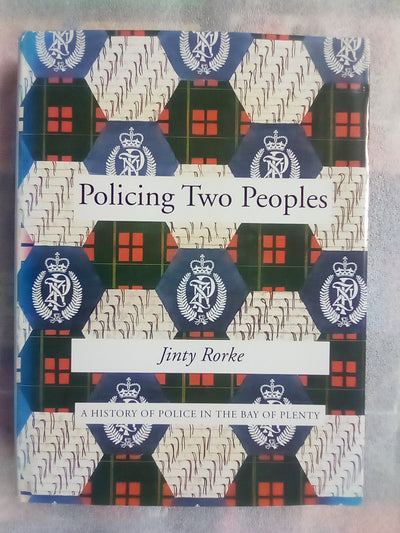 Policing Two Peoples
Jinty Rorke
A HISTORY OF POLICE IN THE BAY OF PLENTY